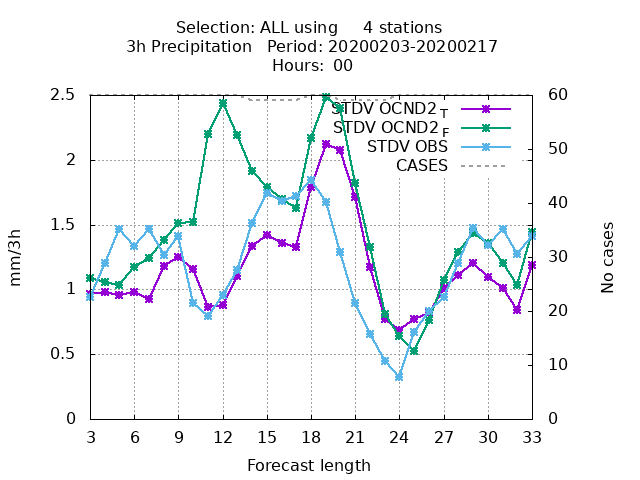 Selection: ALL using     4 stations
3h Precipitation   Period: 20200203-20200217
Hours:  00
STDV OCND2_T
STDV OCND2_F
STDV OBS
CASES
2.5
2
1.5
1
0.5
0
60
50
40
30
20
10
0
mm/3h
No cases
3 6 9 12 15 18 21 24 27 30 33
Forecast length